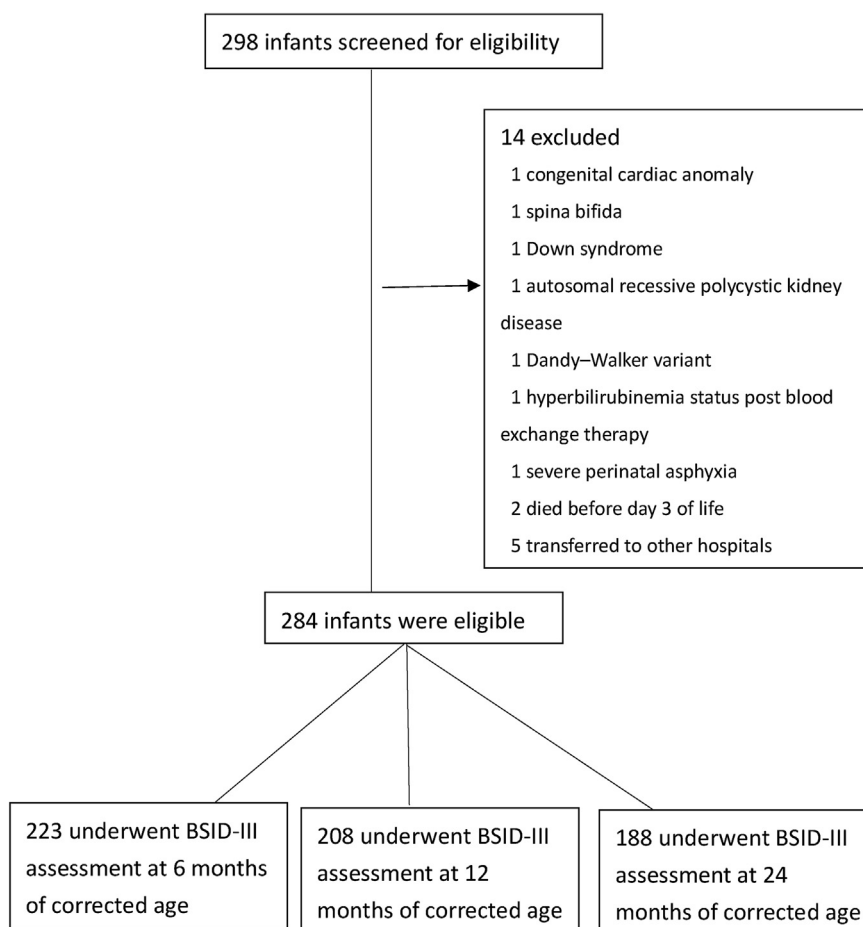 298 infants screened for eligibility
14 excluded
1 congenital cardiac anomaly
1 spina bifida
1 Down syndrome
1 autosomal recessive polycystic kidney
disease
1 Dandy–Walker variant
1 hyperbilirubinemia status post blood
exchange therapy
1 severe perinatal asphyxia
2 died before day 3 of life
5 transferred to other hospitals
284 infants were eligible
223 underwent BSID-III
assessment at 6 months
of corrected age
208 underwent BSID-III
assessment at 12
months of corrected age
188 underwent BSID-III
assessment at 24
months of corrected age